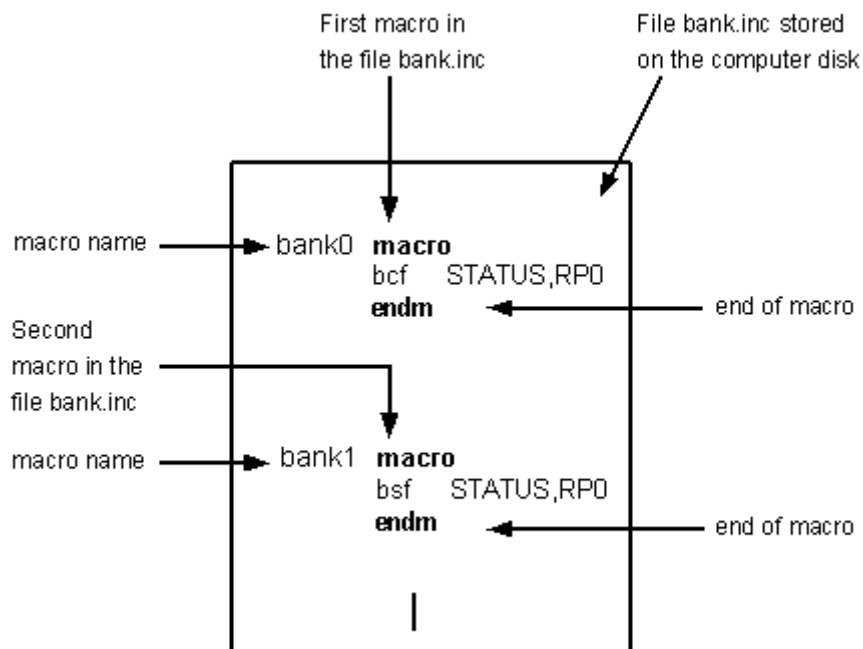 First macro in
the file bank.inc
File bank.inc stored
on the computer disk
macro name
bank0 macro
bcf STATUS,RP0
endm
end of macro
Second
macro in the
file bank.inc
macro name
bank1 macro
bsf STATUS,RP0
endm
end of macro